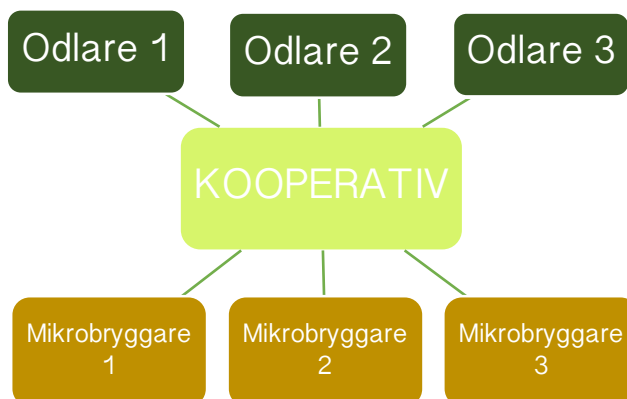 Odlare 1
Odlare 2
Odlare 3
KOOPERATIV
Mikrobryggare
1
Mikrobryggare
2
Mikrobryggare
3